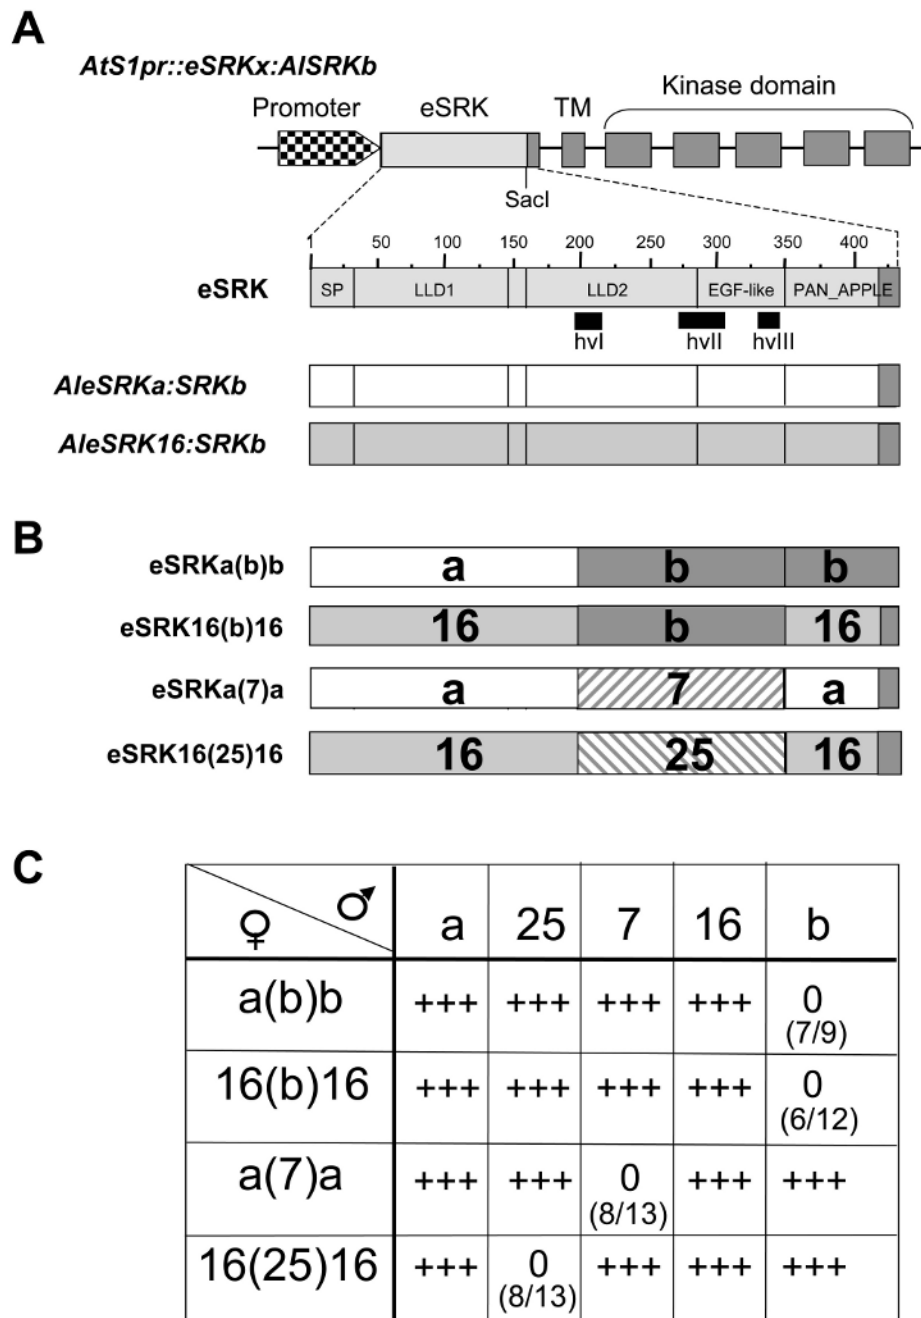 A
AtS1pr::eSRKx:AlSRKb
Promoter eSRK TM Kinase domain
SacI
1 50 100 150 200 250 300 350 400
eSRK SP LLD1 LLD2 EGF-like PAN_APPLE
hvI hvII hvIII
AleSRKa:SRKb
AleSRK16:SRKb
B
eSRKa(b)b a b b
eSRK16(b)16 16 b 16
eSRKa(7)a a 7 a
eSRK16(25)16 16 25 16
C
♀ ♂ a 25 7 16 b
a(b)b +++ +++ +++ +++ 0
(7/9)
16(b)16 +++ +++ +++ +++ 0
(6/12)
a(7)a +++ +++ 0 +++ +++
(8/13)
16(25)16 +++ 0 +++ +++ +++
(8/13)